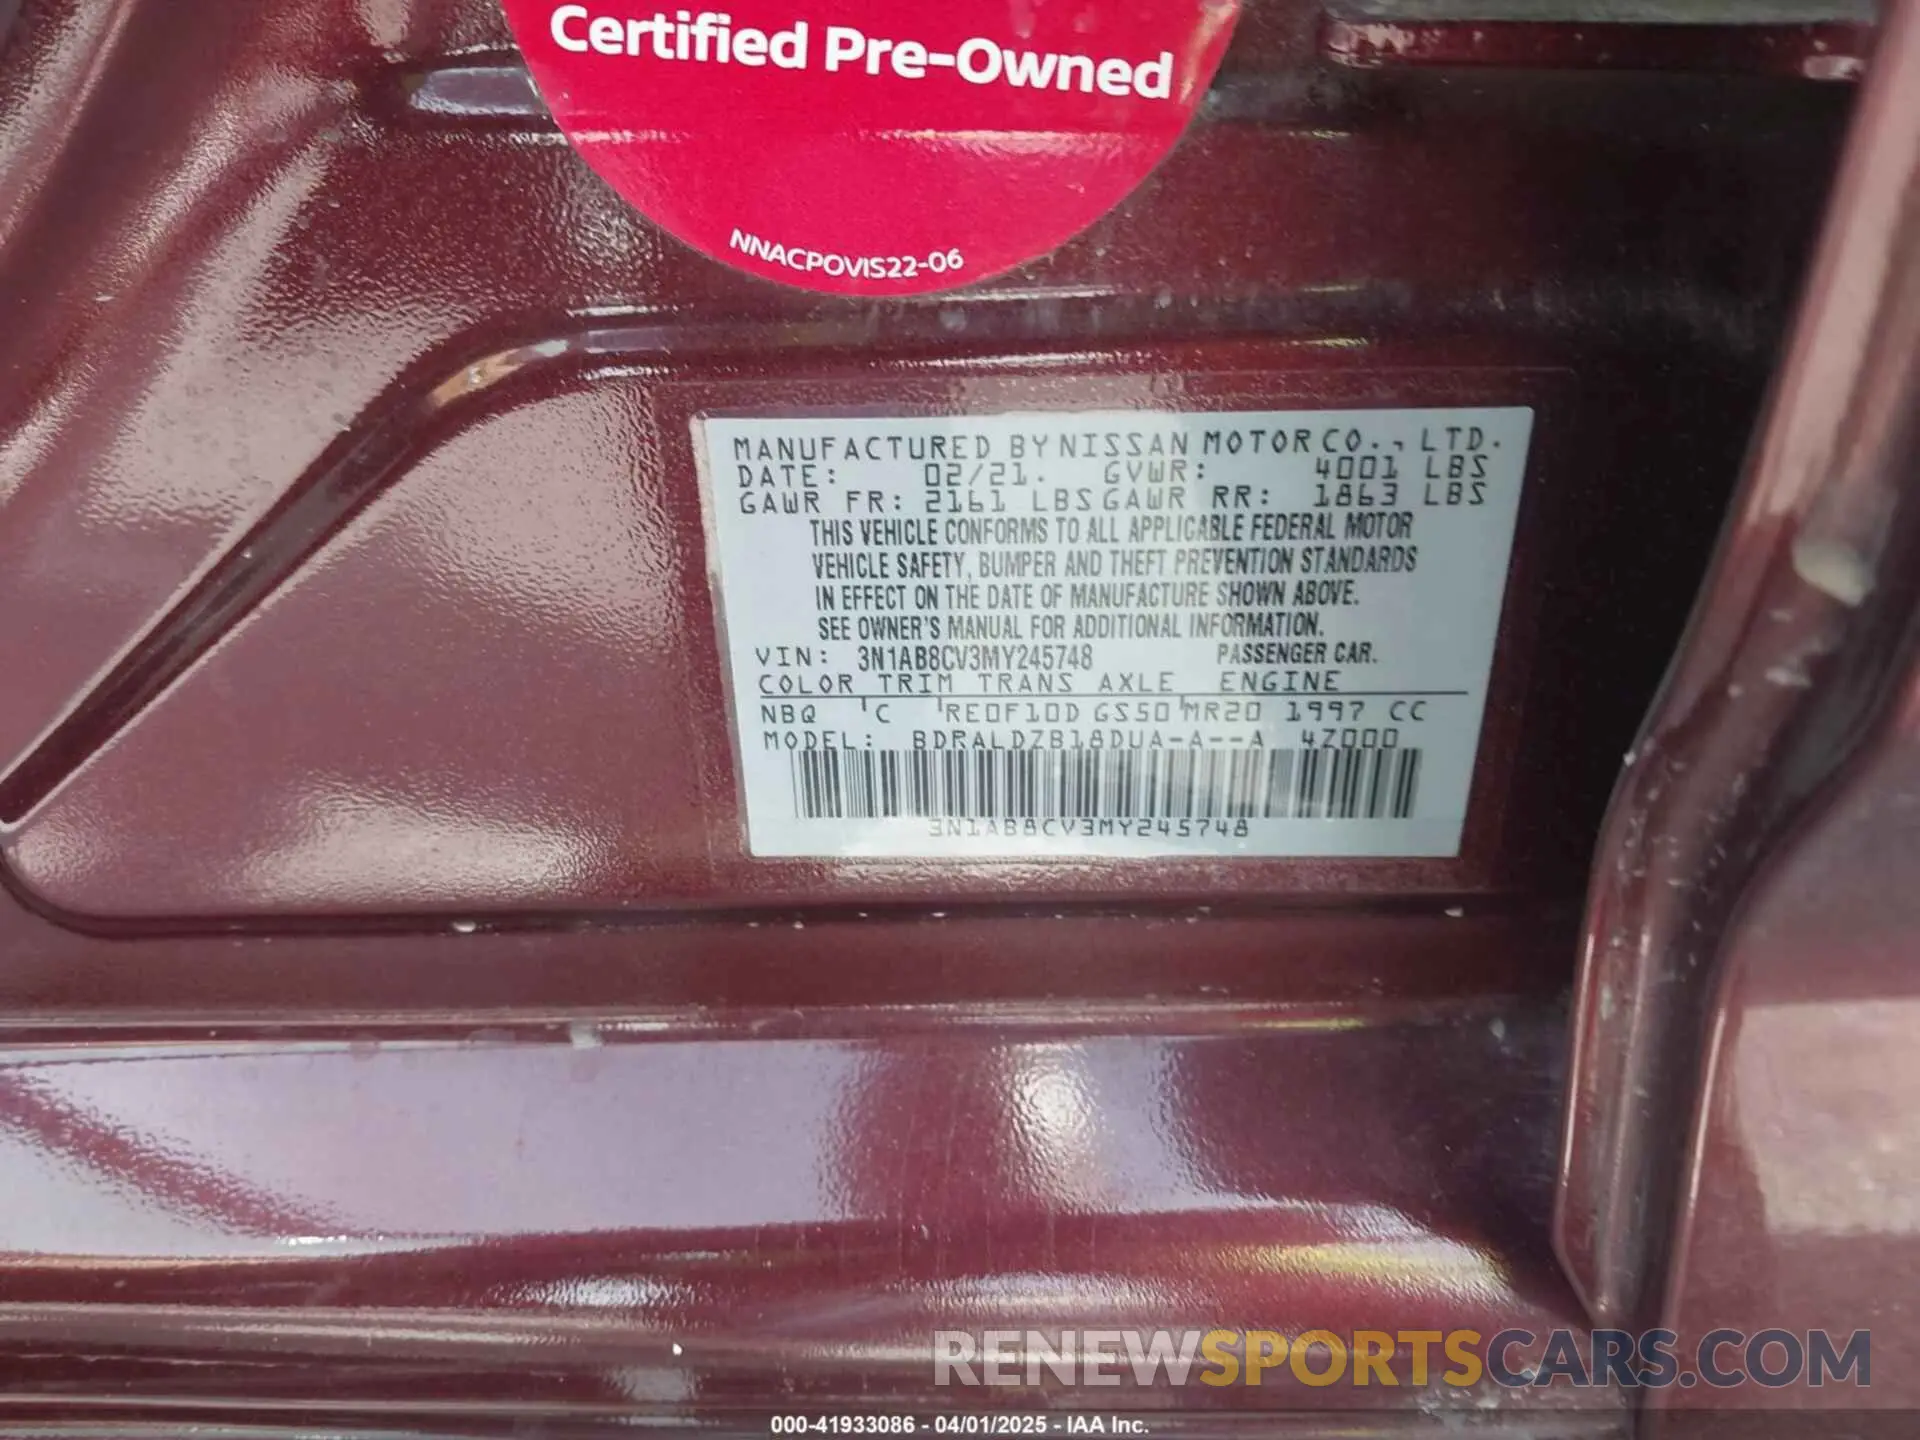 Certified Pre-Owned
NNACPOVIS22-06
MANUFACTURED BY NISSAN MOTOR CO., LTD.
DATE: 02/21. GVWR: 4001 LBS
GAWR FR: 2161 LBS GAWR RR: 1863 LBS
THIS VEHICLE CONFORMS TO ALL APPLICABLE FEDERAL MOTOR
VEHICLE SAFETY, BUMPER AND THEFT PREVENTION STANDARDS
IN EFFECT ON THE DATE OF MANUFACTURE SHOWN ABOVE.
SEE OWNER'S MANUAL FOR ADDITIONAL INFORMATION.
VIN: 3N1AB8CV3MY245748 PASSENGER CAR.
COLOR TRIM TRANS AXLE ENGINE
NBQ C RE0F10D GS50 MR20 1997 CC
MODEL: BDRALDZB18DUA-A--A 4Z000
3N1AB8CV3MY245748
RENEWSPORTSCARS.COM
000-41933086 - 04/01/2025 - IAA Inc.